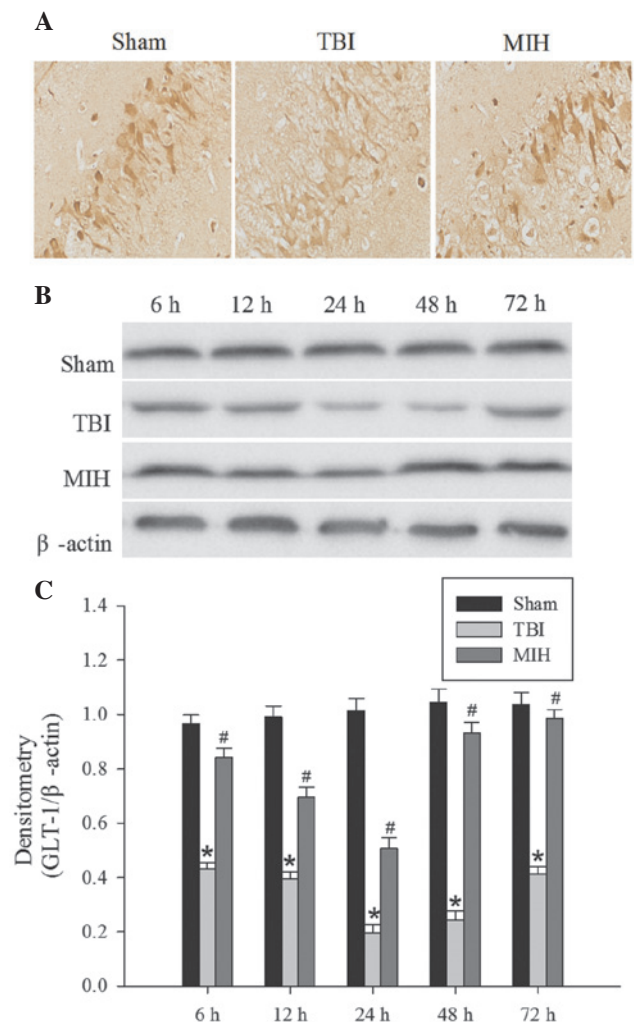 A
Sham TBI MIH
B
6 h 12 h 24 h 48 h 72 h
Sham
TBI
MIH
β -actin
C
Densitometry
(GLT-1/β -actin)
1.4
1.2
1.0
0.8
0.6
0.4
0.2
0.0
Sham
TBI
MIH
# # # # #
* * * * *
6 h 12 h 24 h 48 h 72 h